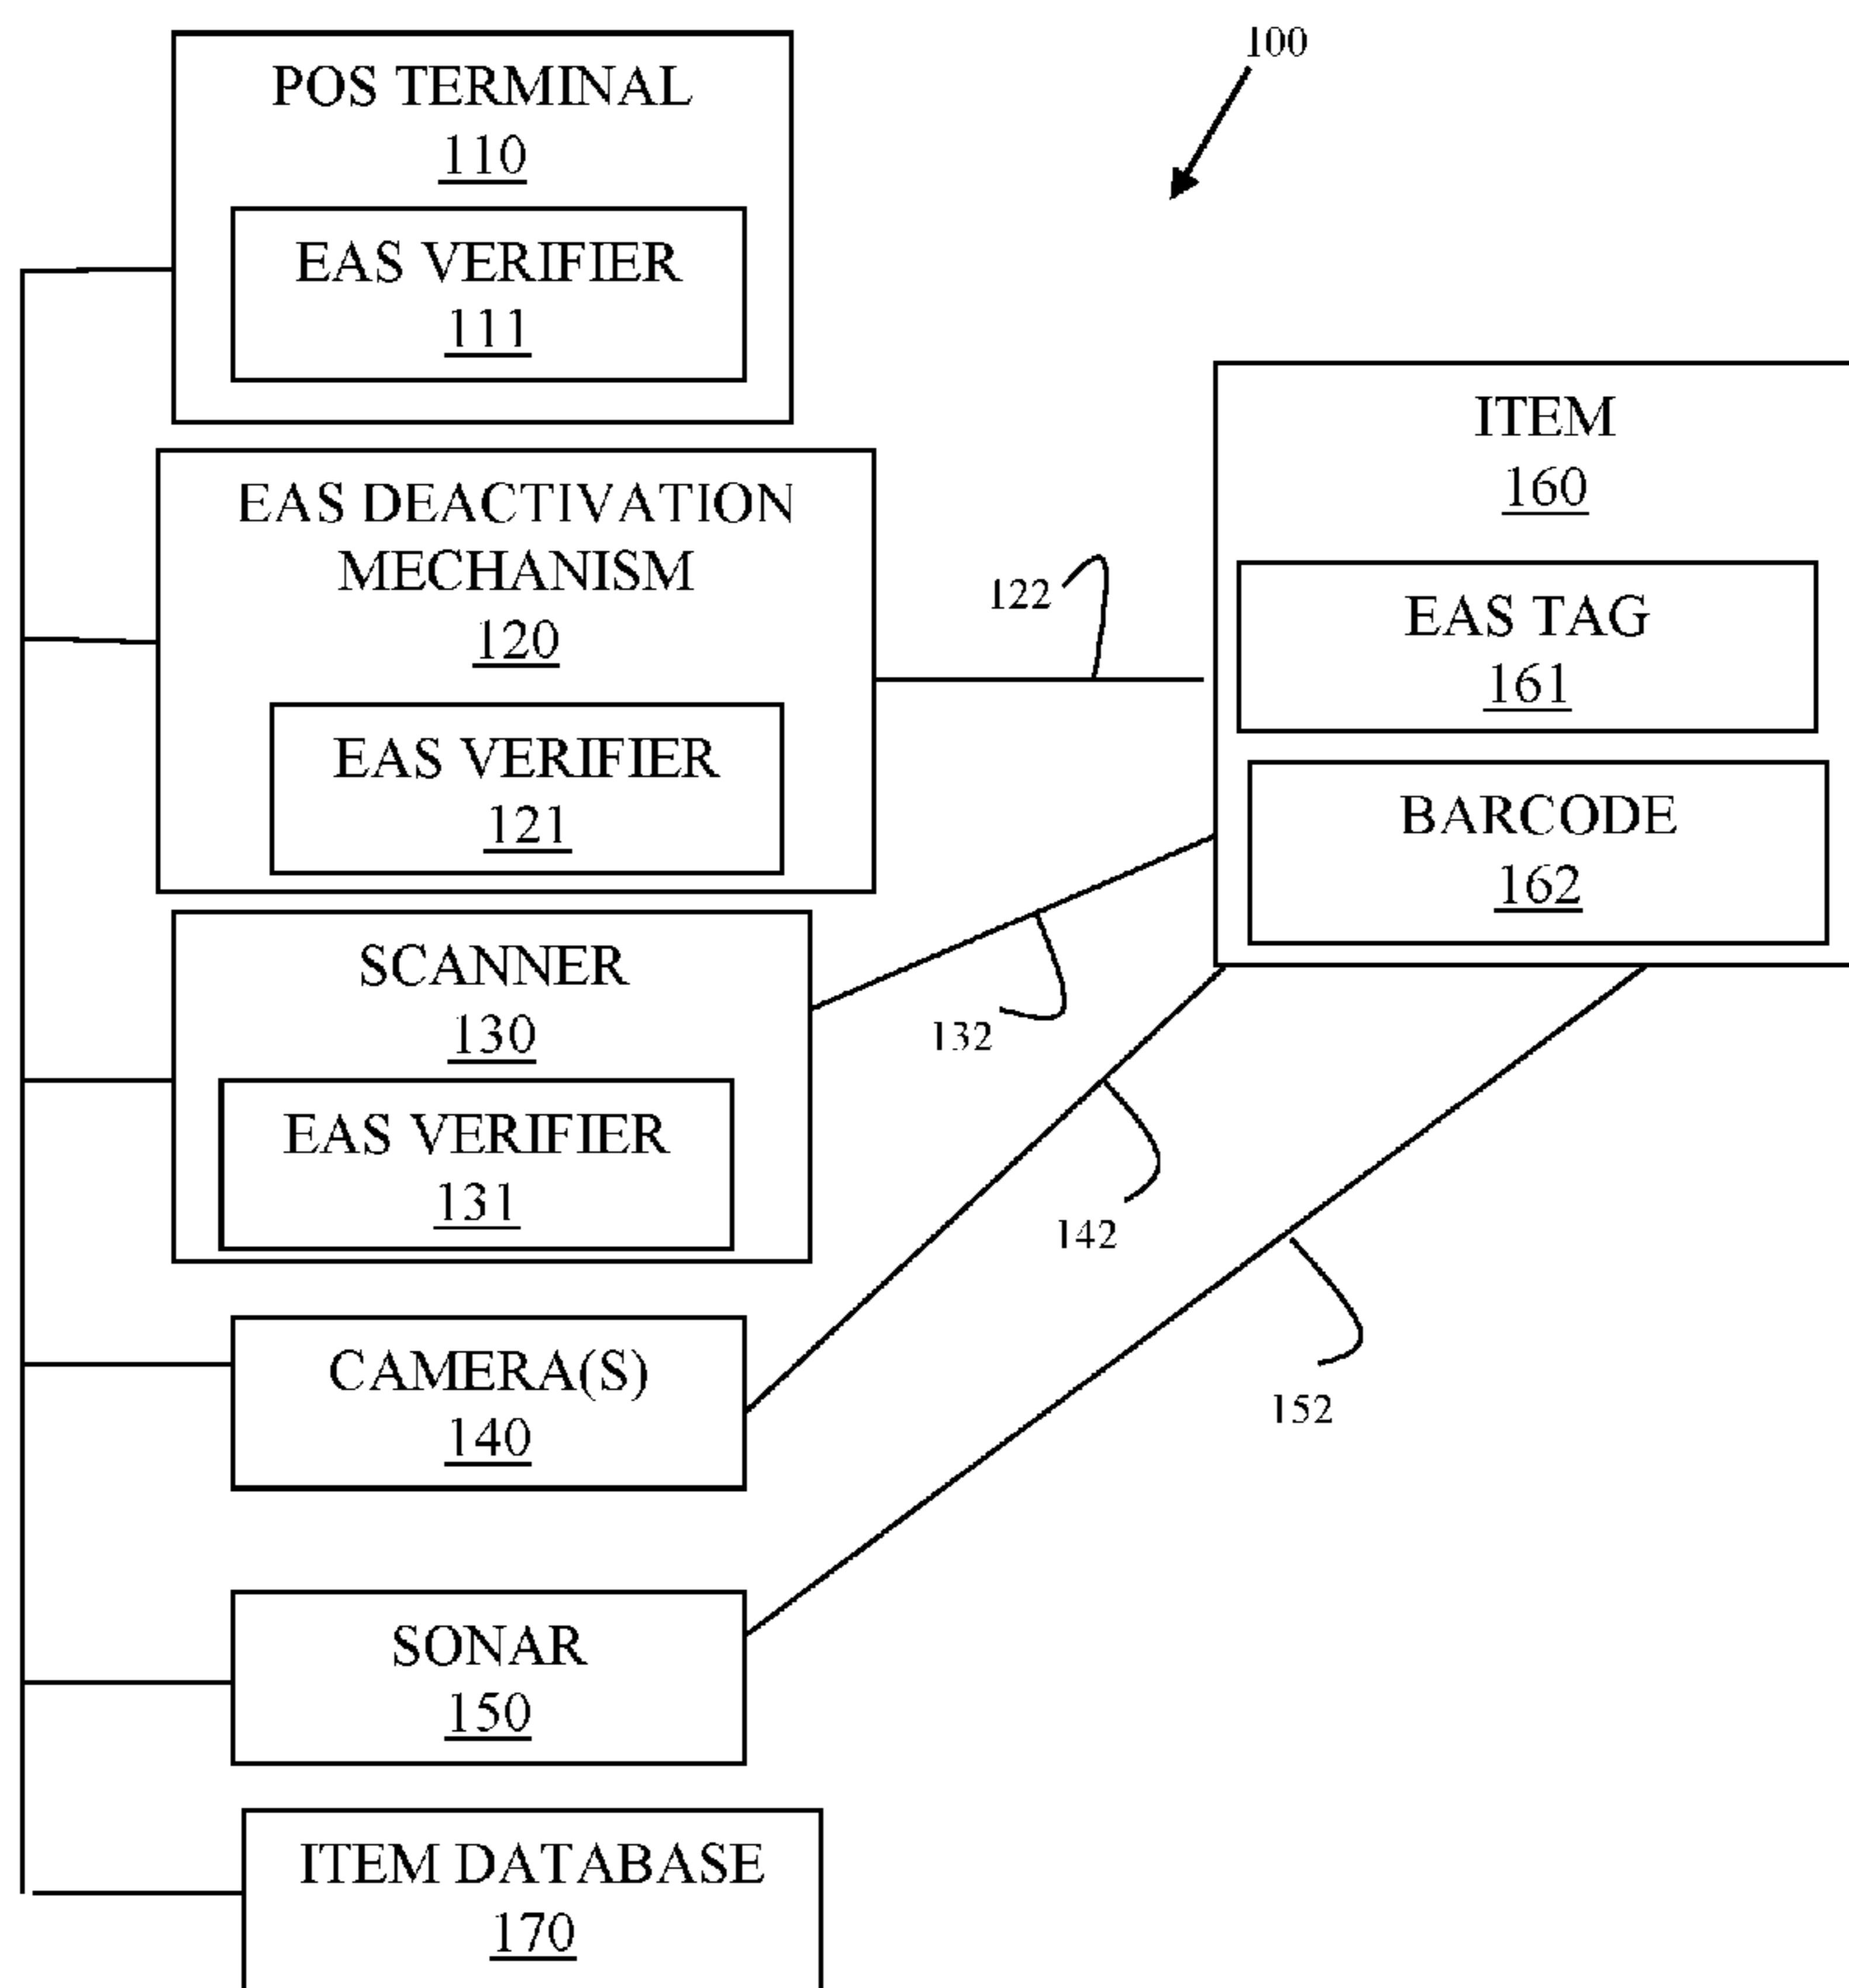 100
POS TERMINAL
110
EAS VERIFIER
111
EAS DEACTIVATION
MECHANISM
120
EAS VERIFIER
121
122
ITEM
160
EAS TAG
161
BARCODE
162
SCANNER
130
EAS VERIFIER
131
132
142
CAMERA(S)
140
152
SONAR
150
ITEM DATABASE
170